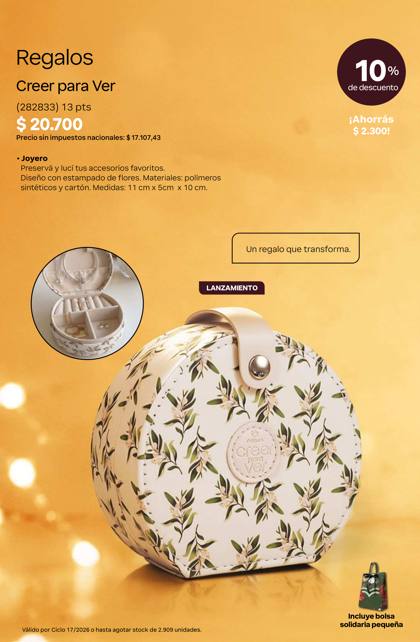 Regalos
Creer para Ver
(282833) 13 pts
$ 20.700
Precio sin impuestos nacionales: $ 17.107,43
• Joyero
Preservá y lucí tus accesorios favoritos.
Diseño con estampado de flores. Materiales: polímeros
sintéticos y cartón. Medidas: 11 cm x 5cm x 10 cm.
10%
de descuento
¡Ahorrás
$ 2.300!
Un regalo que transforma.
LANZAMIENTO
creer
para
ver
Incluye bolsa
solidaria pequeña
Válido por Ciclo 17/2026 o hasta agotar stock de 2.909 unidades.